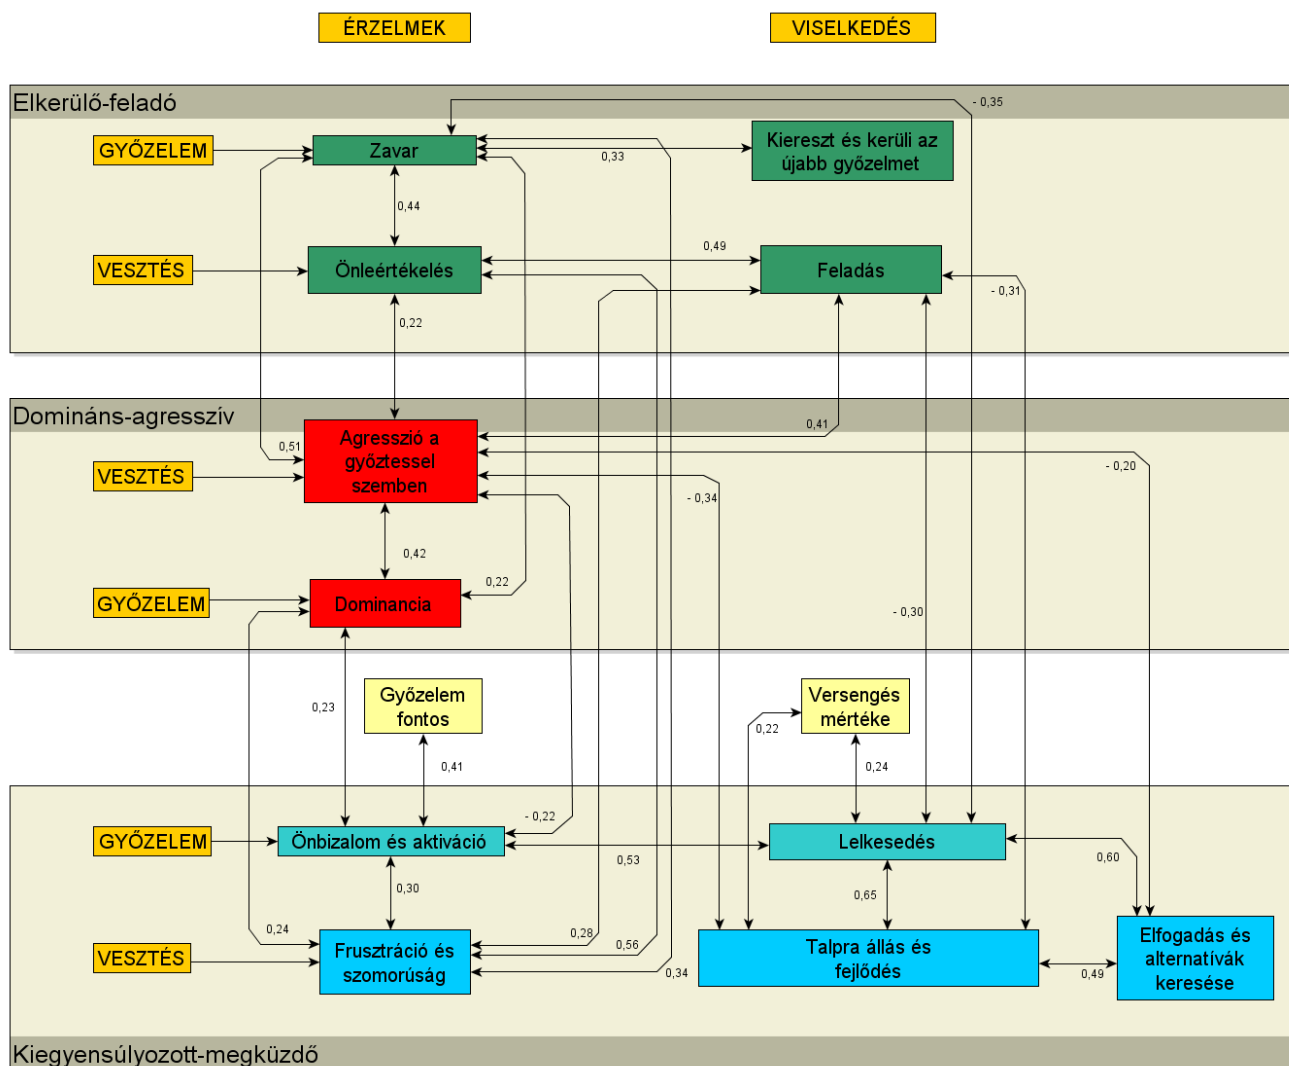 ÉRZELMEK
VISELKEDÉS
Elkerülő-feladó
- 0,35
GYŐZELEM
Zavar
0,33
Kiereszt és kerüli az
újabb győzelmet
0,44
VESZTÉS
Önleértékelés
0,49
Feladás
- 0,31
0,22
Domináns-agresszív
0,51
VESZTÉS
Agresszió a
győztessel
szemben
0,41
- 0,20
- 0,34
0,42
0,22
GYŐZELEM
Dominancia
- 0,30
0,23
Győzelem
fontos
Versengés
mértéke
0,22
0,41
0,24
- 0,22
GYŐZELEM
Önbizalom és aktiváció
0,53
Lelkesedés
0,60
0,30
0,65
0,24
VESZTÉS
Frusztráció és
szomorúság
0,28
0,56
0,34
Talpra állás és
fejlődés
0,49
Elfogadás és
alternatívák
keresése
Kiegyensúlyozott-megküzdő